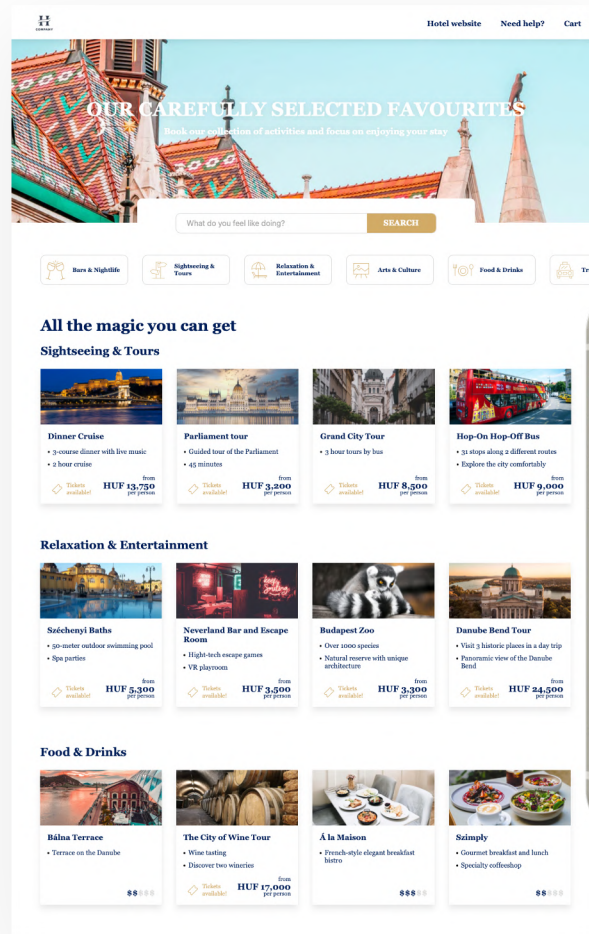 H
COMPANY
Hotel website Need help? Cart
OUR CAREFULLY SELECTED FAVOURITES
Book our collection of activities and focus on enjoying your stay
What do you feel like doing? SEARCH
Bars & Nightlife
Sightseeing &
Tours
Relaxation &
Entertainment
Arts & Culture
Food & Drinks
Tr
All the magic you can get
Sightseeing & Tours
Dinner Cruise
• 3-course dinner with live music
• 2 hour cruise
Tickets
available!
from
HUF 13,750
per person
Parliament tour
• Guided tour of the Parliament
• 45 minutes
Tickets
available!
from
HUF 3,200
per person
Grand City Tour
• 3 hour tours by bus
Tickets
available!
from
HUF 8,500
per person
Hop-On Hop-Off Bus
• 31 stops along 2 different routes
• Explore the city comfortably
Tickets
available!
from
HUF 9,000
per person
Relaxation & Entertainment
Széchenyi Baths
• 50-meter outdoor swimming pool
• Spa parties
Tickets
available!
from
HUF 5,300
per person
Neverland Bar and Escape
Room
• Hight-tech escape games
• VR playroom
Tickets
available!
from
HUF 3,500
per person
Budapest Zoo
• Over 1000 species
• Natural reserve with unique
architecture
Tickets
available!
from
HUF 3,300
per person
Danube Bend Tour
• Visit 3 historic places in a day trip
• Panoramic view of the Danube
Bend
Tickets
available!
from
HUF 24,500
per person
Food & Drinks
Bálna Terrace
• Terrace on the Danube
$$$$$
The City of Wine Tour
• Wine tasting
• Discover two wineries
Tickets
available!
from
HUF 17,000
per person
Á la Maison
• French-style elegant breakfast
bistro
$$$$$
Szimply
• Gourmet breakfast and lunch
• Specialty coffeeshop
$$$$$